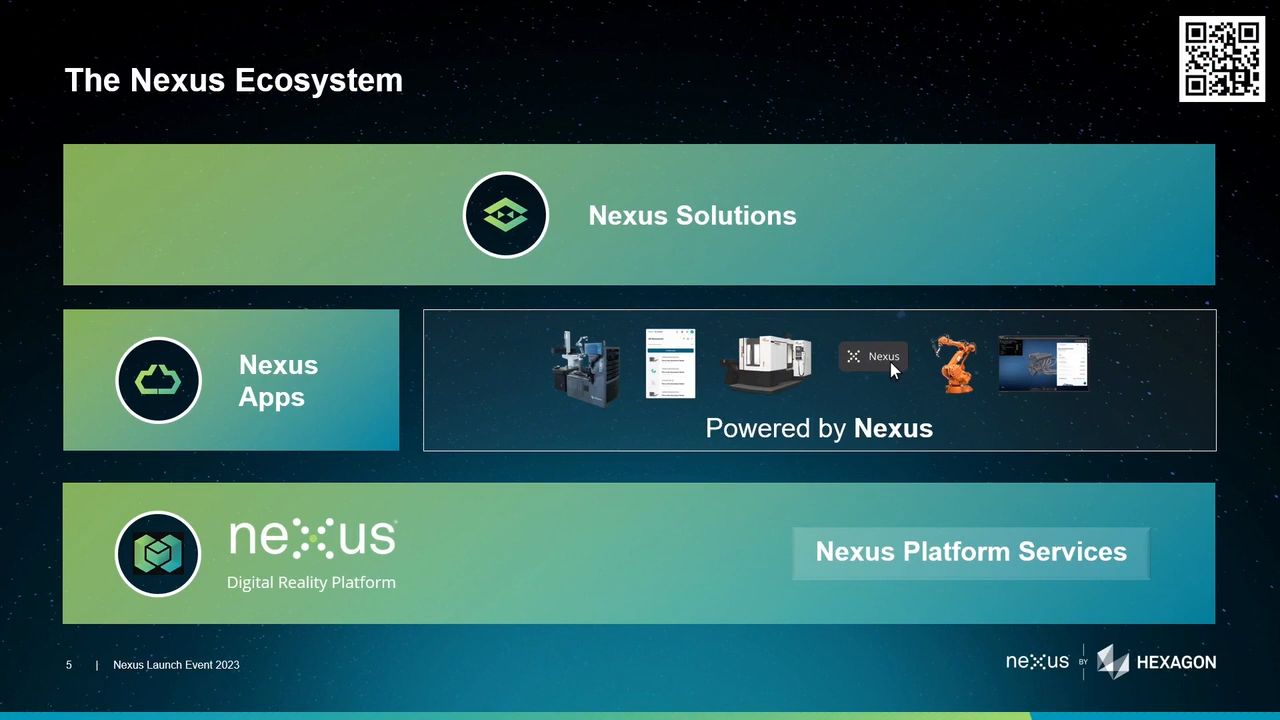 The Nexus Ecosystem
Nexus Solutions
Nexus
Apps
Nexus
Powered by Nexus
nexus
Digital Reality Platform
Nexus Platform Services
5 | Nexus Launch Event 2023
nexus BY HEXAGON